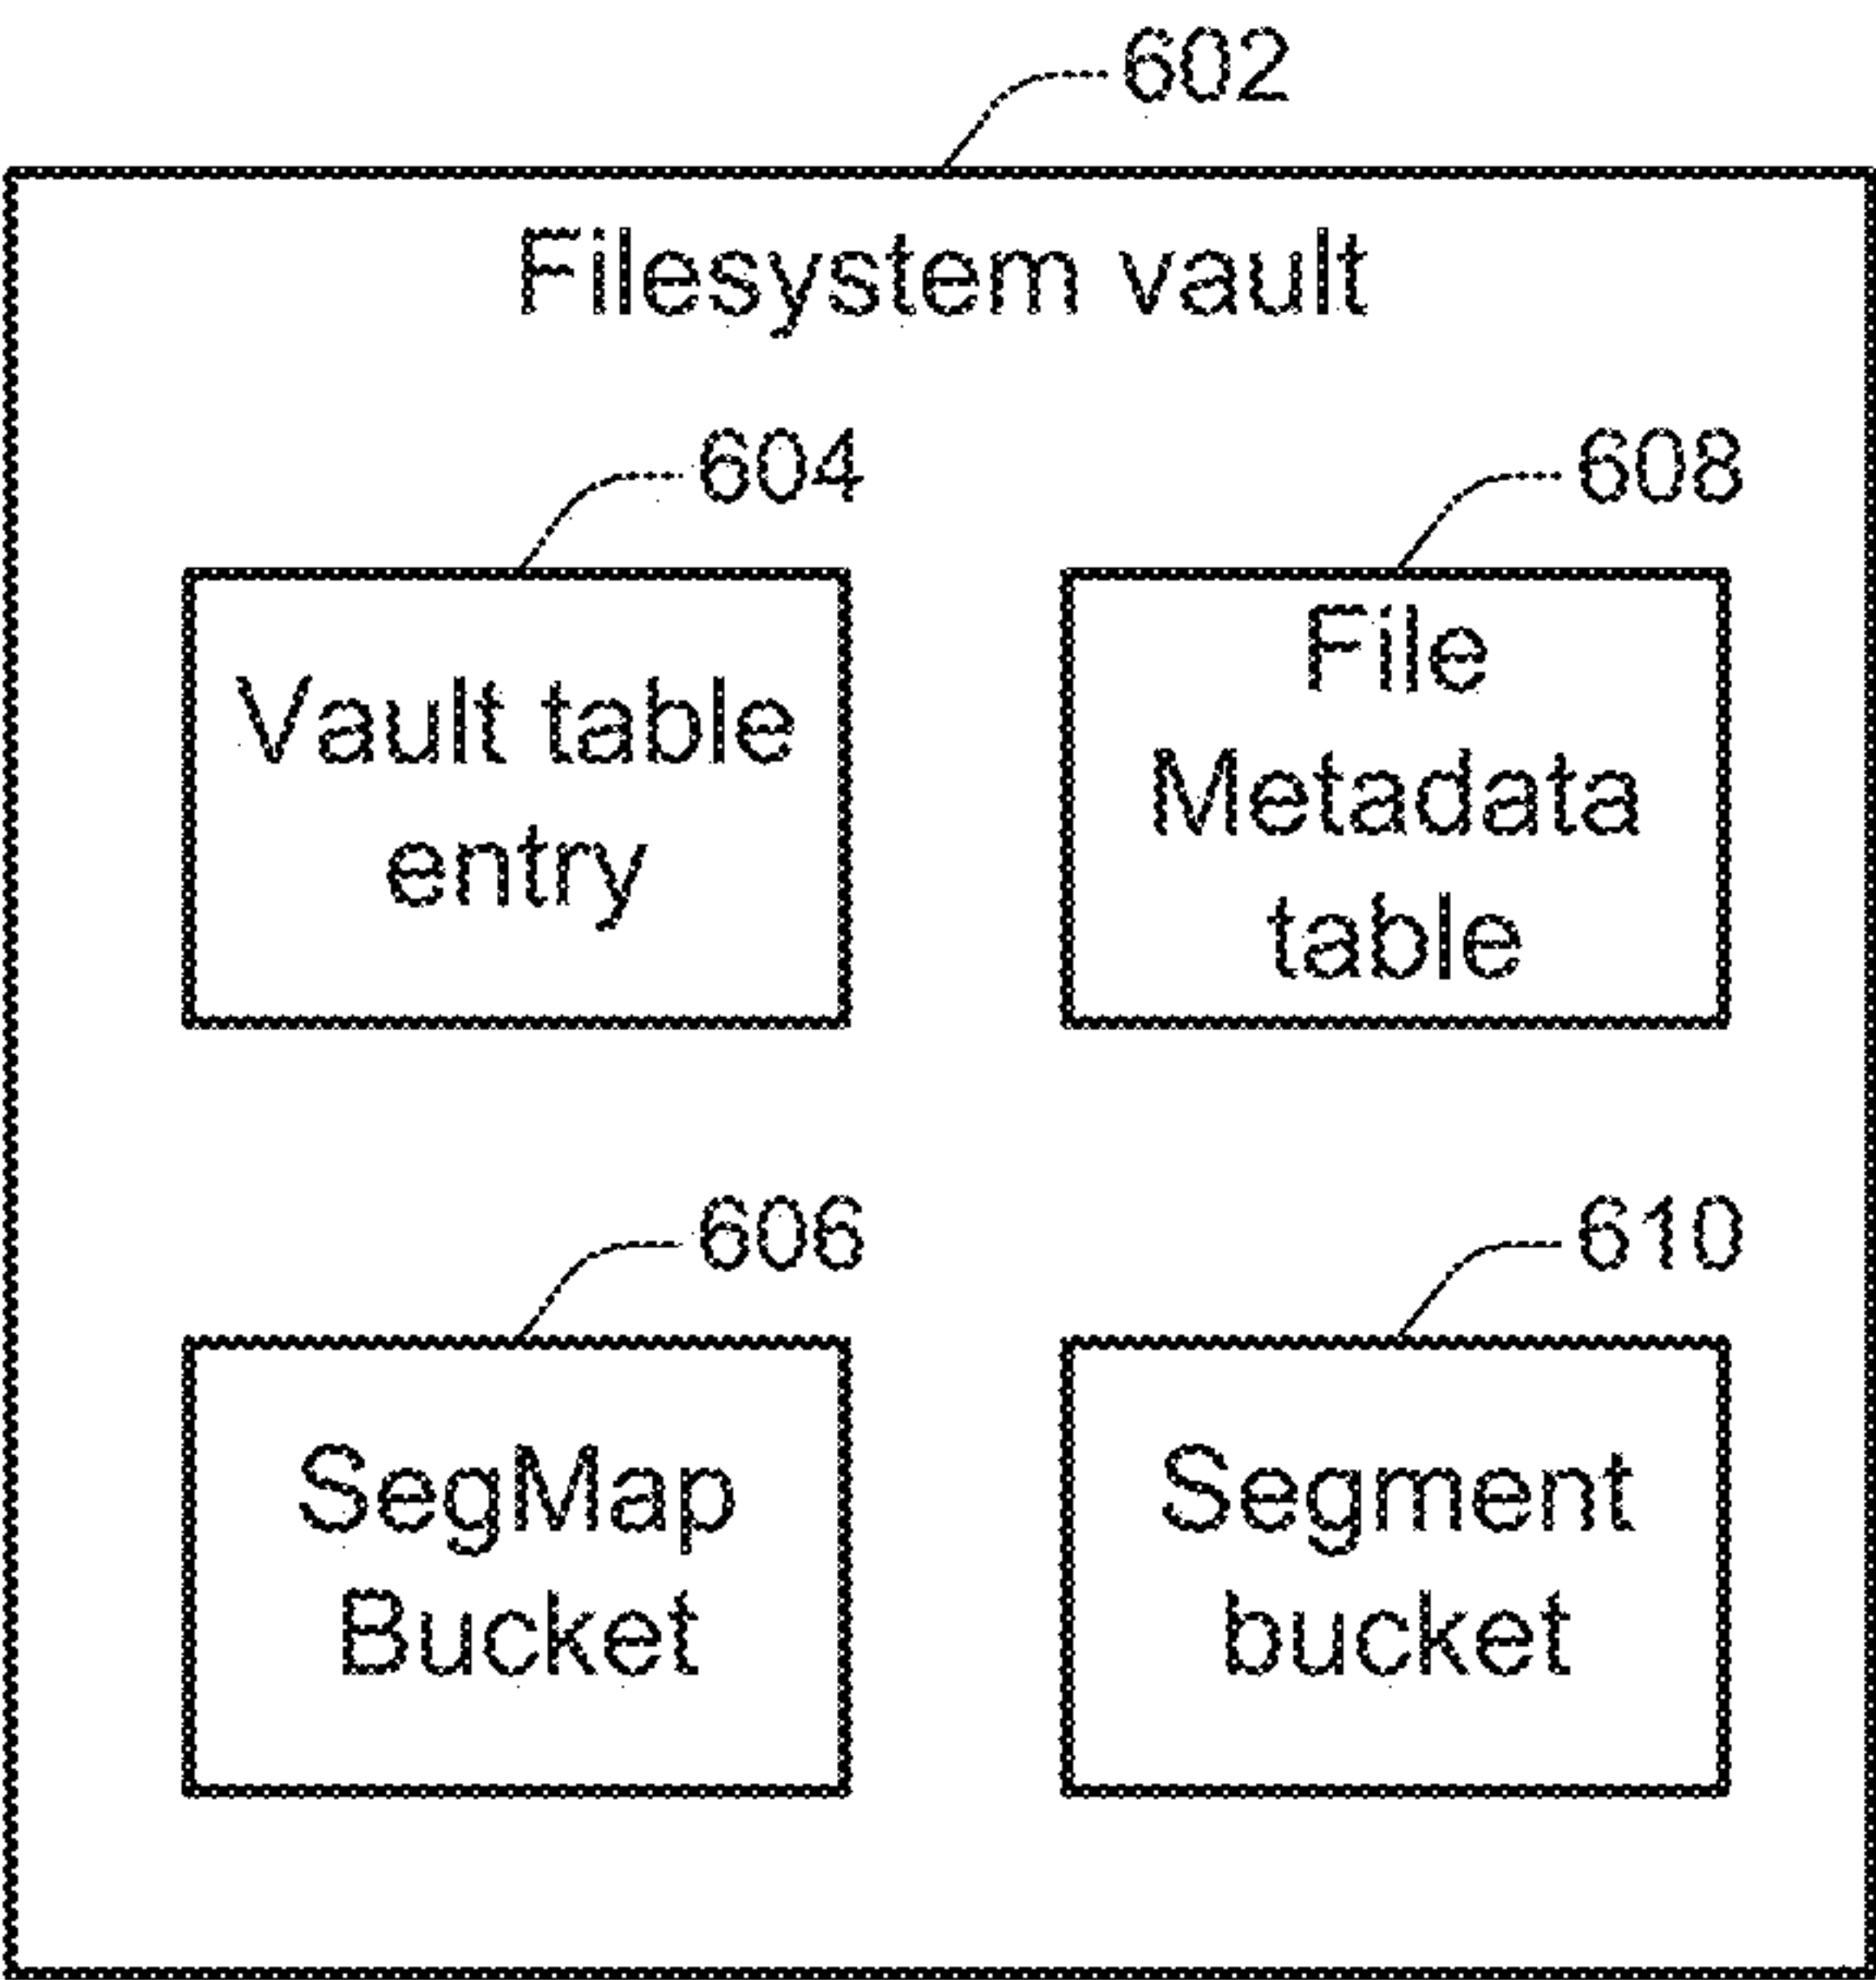 602
Filesystem vault
604
Vault table
entry
608
File
Metadata
table
606
SegMap
Bucket
610
Segment
bucket